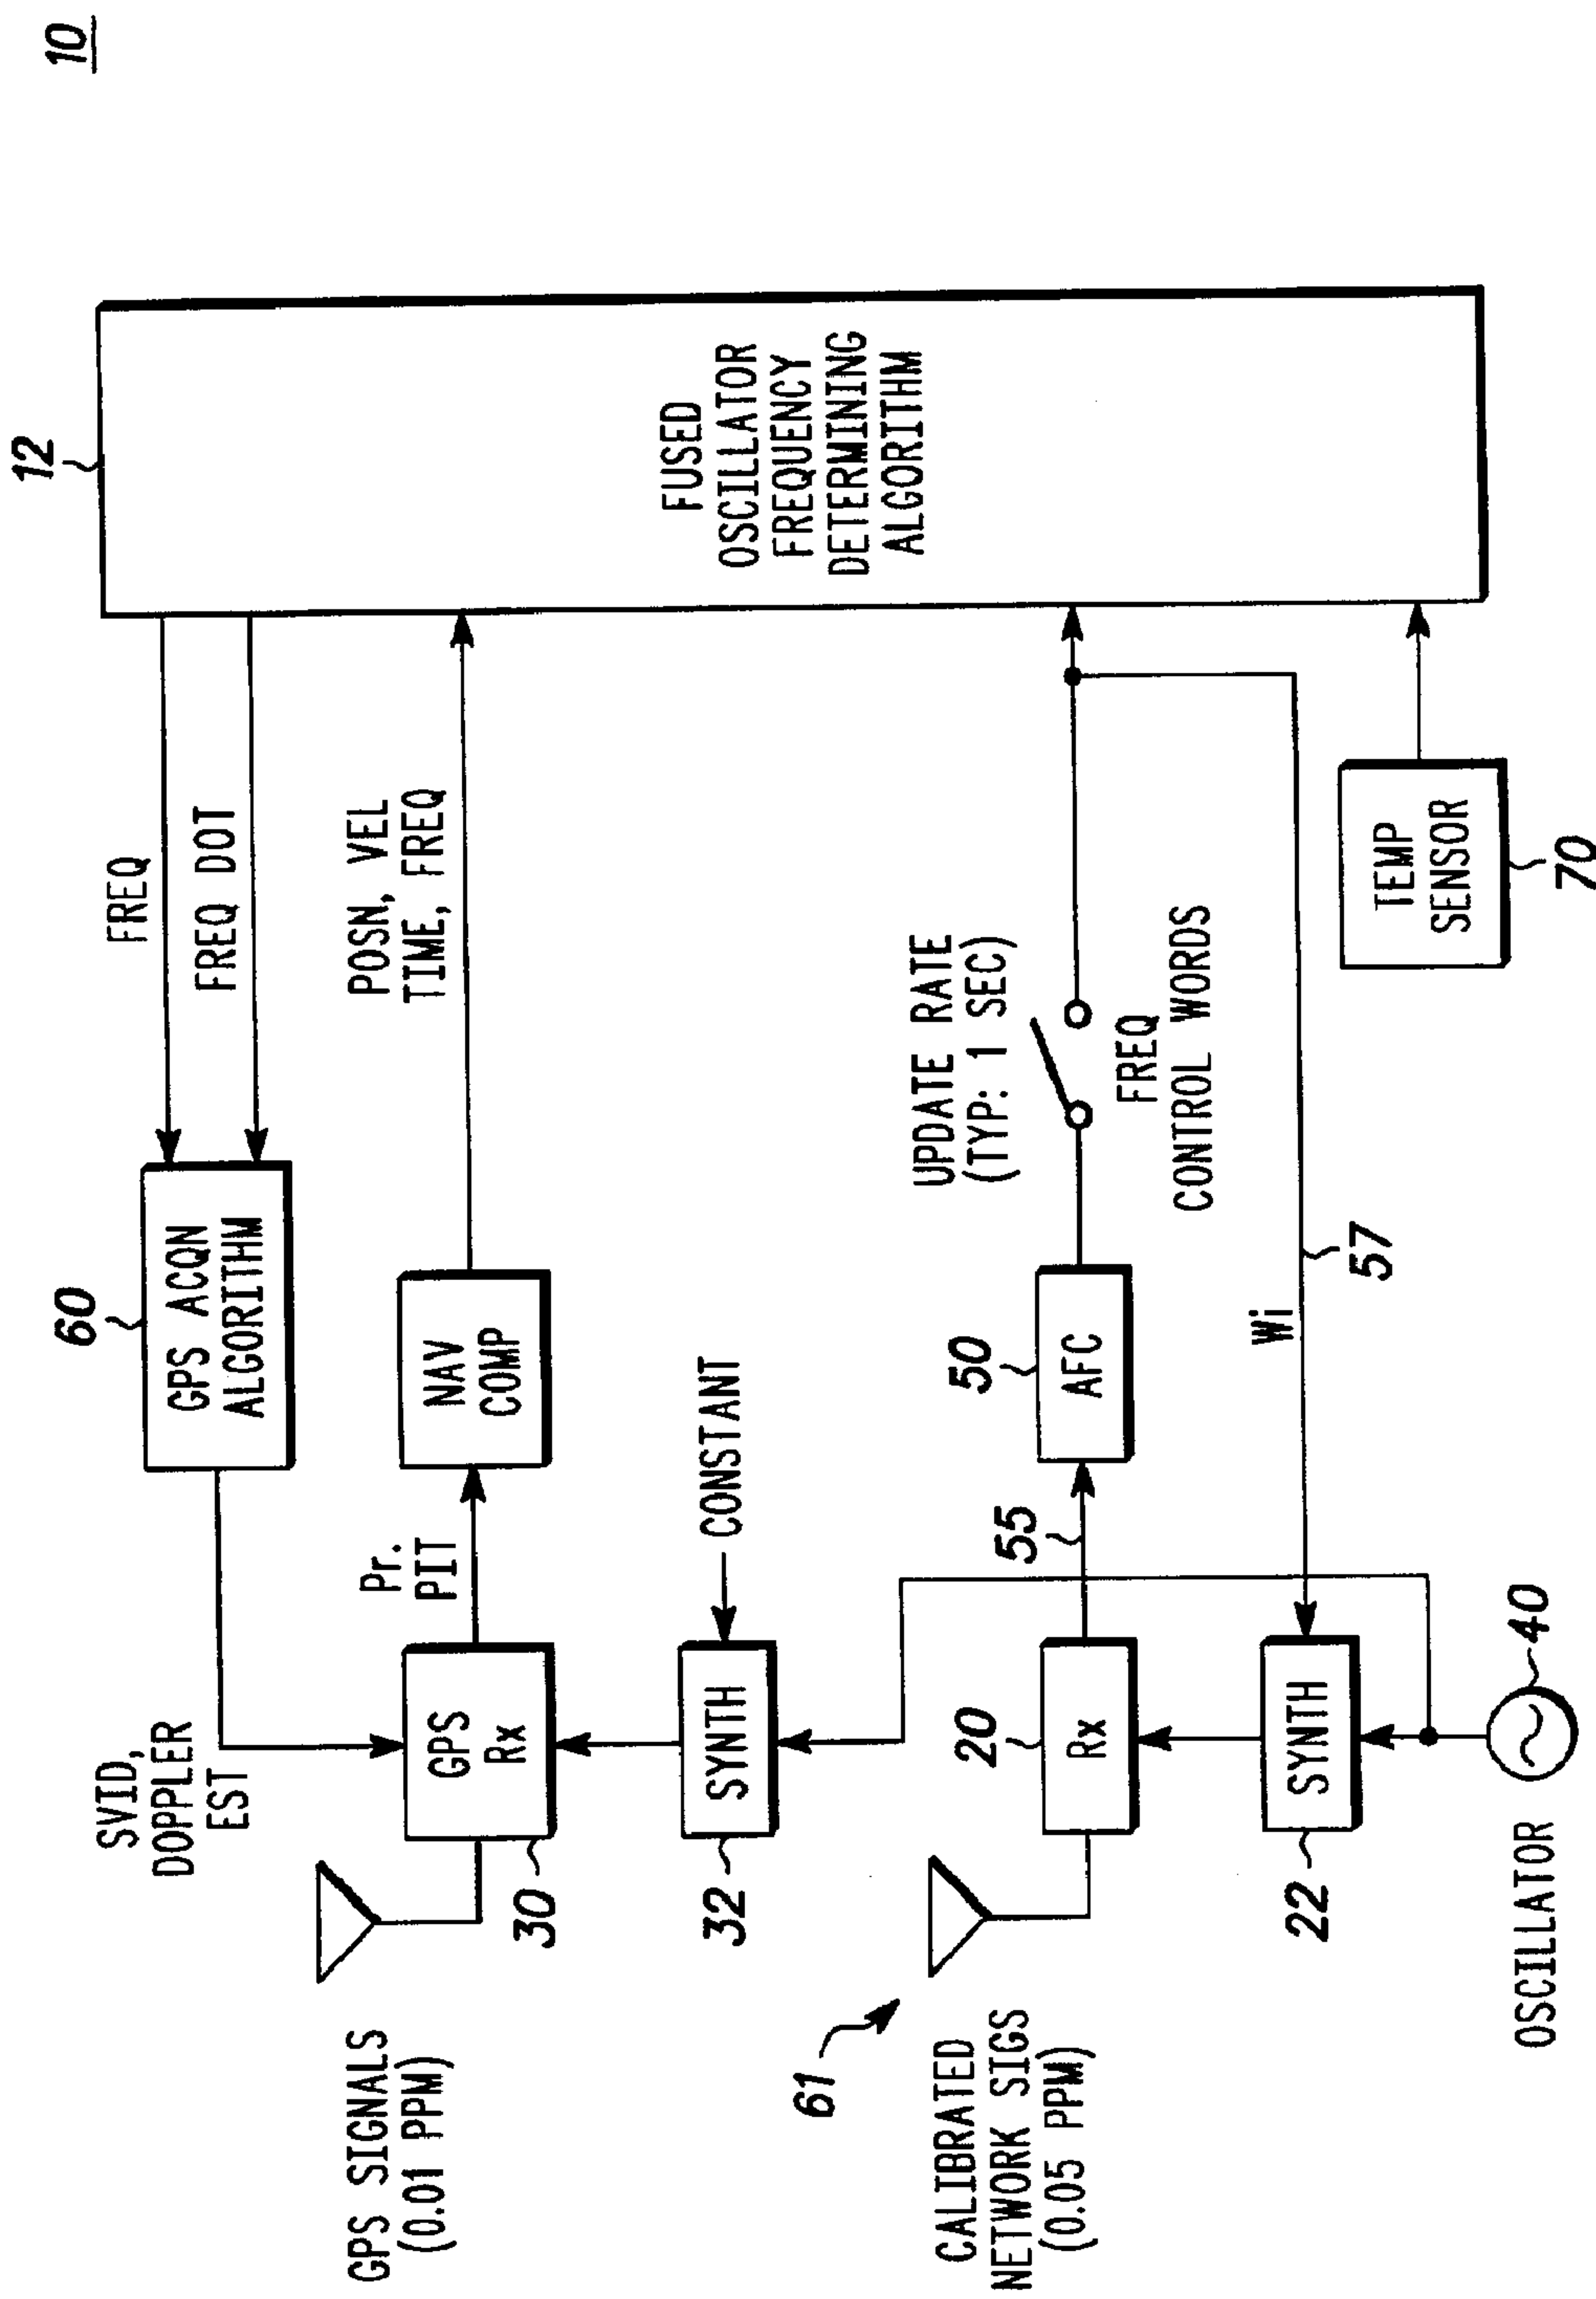 10
12
FUSED
OSCILLATOR
FREQUENCY
DETERMINING
ALGORITHM
FREQ
FREQ DOT
60
GPS ACQN
ALGORITHM
SVID,
DOPPLER
EST
POSN, VEL
TIME, FREQ
NAV
COMP
Pr.
PIT
GPS
Rx
30
GPS SIGNALS
(0.01 PPM)
CONSTANT
SYNTH
32
UPDATE RATE
(TYP: 1 SEC)
FREQ
CONTROL WORDS
50
AFC
55
20
Rx
61
CALIBRATED
NETWORK SIGS
(0.05 PPM)
Wi
57
SYNTH
22
TEMP
SENSOR
70
40
OSCILLATOR